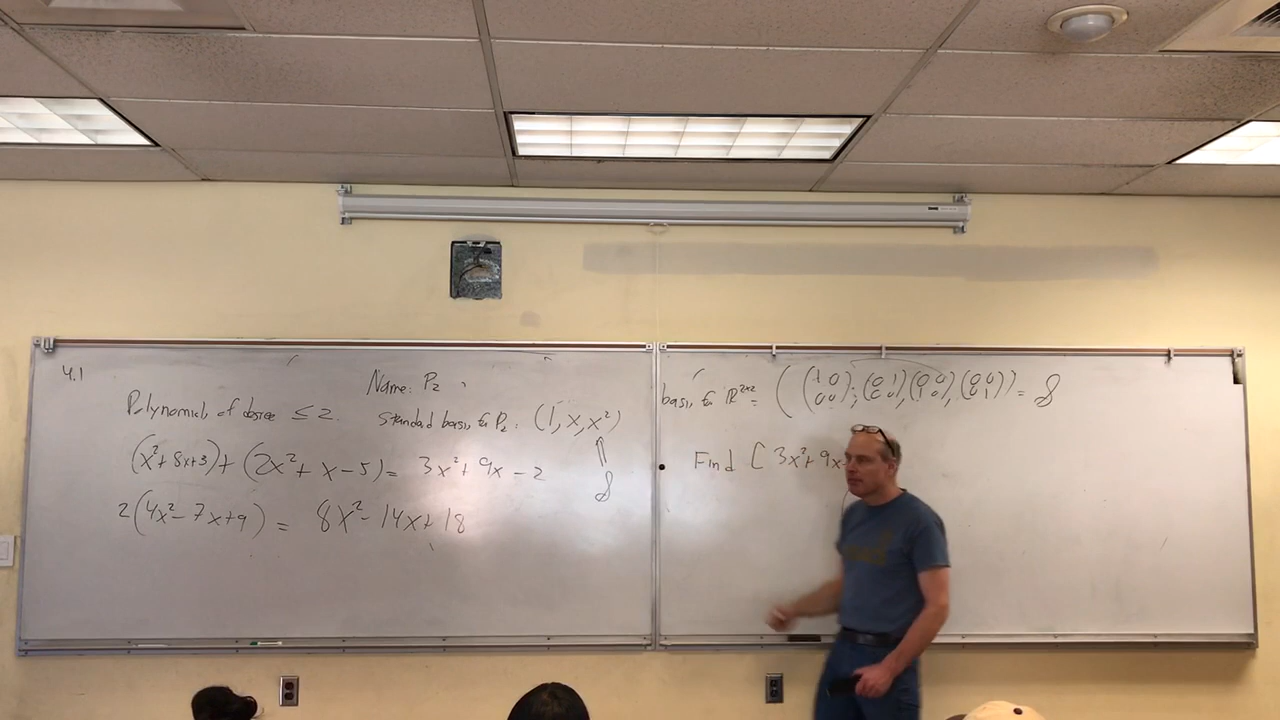 4.1
Name: P₂
Polynomials of degree ≤ 2.
standard basis for P₂: (1, x, x²)
(x²+8x+3)+(2x²+x-5)= 3x²+9x-2
2(4x²-7x+9) = 8x²-14x+18
basis for ℝ²ˣ² = ((1 0
0 0), (0 1
0 0), (0 0
1 0), (0 0
0 1)) = 8
Find [3x²+9x-